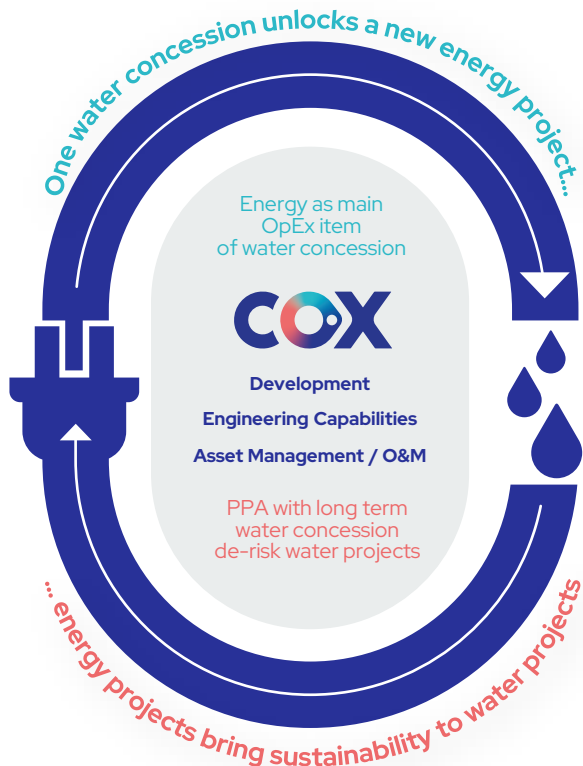 One water concession unlocks a new energy project...
Energy as main
OpEx item
of water concession
COX
Development
Engineering Capabilities
Asset Management / O&M
PPA with long term
water concession
de-risk water projects
... energy projects bring sustainability to water projects